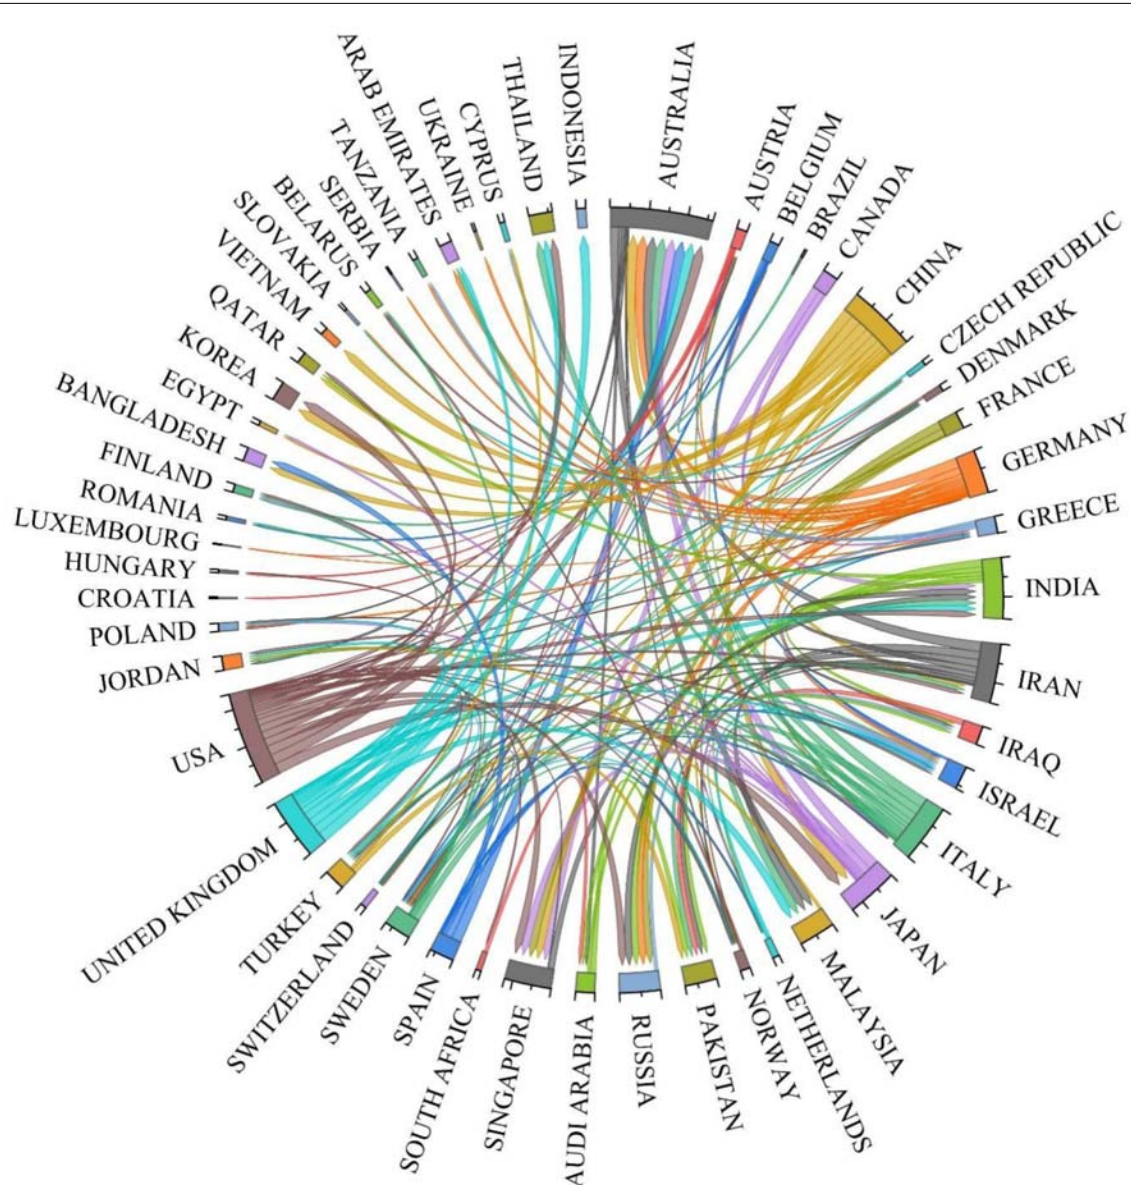 AUSTRALIA
AUSTRIA
BELGIUM
BRAZIL
CANADA
CHINA
CZECH REPUBLIC
DENMARK
FRANCE
GERMANY
GREECE
INDIA
IRAN
IRAQ
ISRAEL
ITALY
JAPAN
MALAYSIA
NETHERLANDS
NORWAY
PAKISTAN
RUSSIA
AUDI ARABIA
SINGAPORE
SOUTH AFRICA
SPAIN
SWEDEN
SWITZERLAND
TURKEY
UNITED KINGDOM
USA
JORDAN
POLAND
CROATIA
HUNGARY
LUXEMBOURG
ROMANIA
FINLAND
BANGLADESH
EGYPT
KOREA
QATAR
VIETNAM
SLOVAKIA
BELARUS
SERBIA
TANZANIA
ARAB EMIRATES
UKRAINE
CYPRUS
THAILAND
INDONESIA